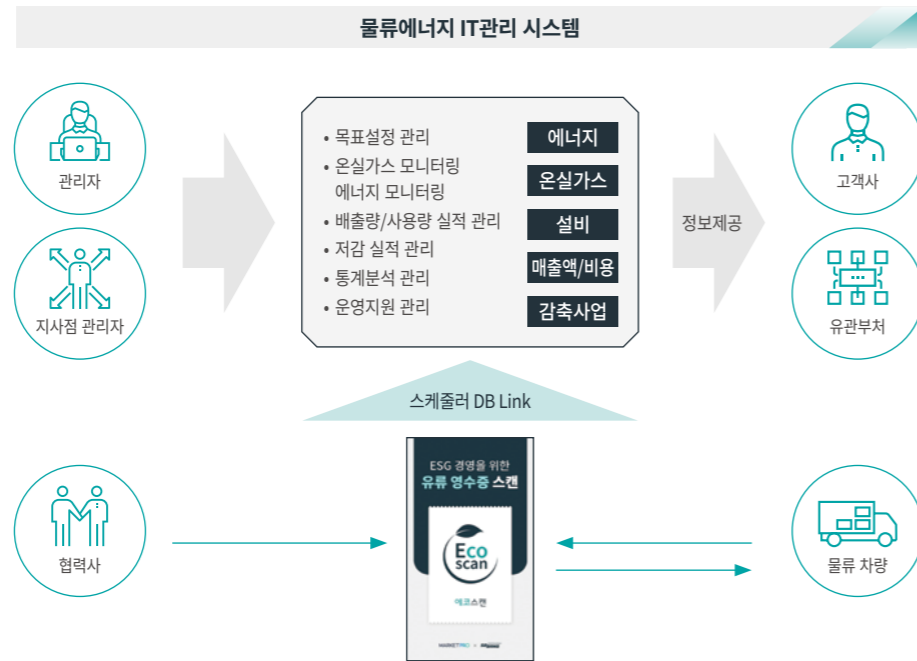 물류에너지 IT관리 시스템
관리자
지사점 관리자
• 목표설정 관리
• 온실가스 모니터링
에너지 모니터링
• 배출량/사용량 실적 관리
• 저감 실적 관리
• 통계분석 관리
• 운영지원 관리
에너지
온실가스
설비
매출액/비용
감축사업
정보제공
고객사
유관부처
스케줄러 DB Link
협력사
ESG 경영을 위한
유류 영수증 스캔
Eco
scan
에코스캔
MARKETPRO
물류 차량